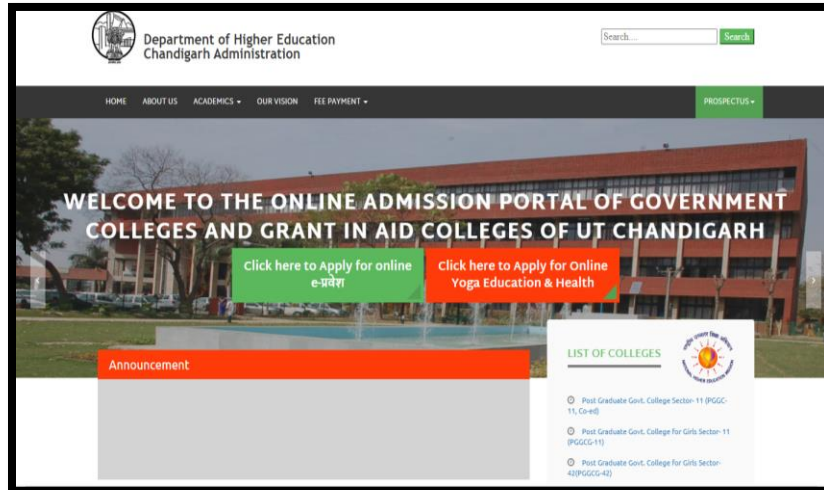 Department of Higher Education
Chandigarh Administration
Search....
Search
HOME
ABOUT US
ACADEMICS
OUR VISION
FEE PAYMENT
PROSPECTUS
WELCOME TO THE ONLINE ADMISSION PORTAL OF GOVERNMENT
COLLEGES AND GRANT IN AID COLLEGES OF UT CHANDIGARH
Click here to Apply for online
e-प्रवेश
Click here to Apply for Online
Yoga Education & Health
Announcement
LIST OF COLLEGES
Post Graduate Govt. College Sector- 11 (PGGC-
11, Co-ed)
Post Graduate Govt. College for Girls Sector- 11
(PGGCG-11)
Post Graduate Govt. College for Girls Sector-
42(PGGCG-42)